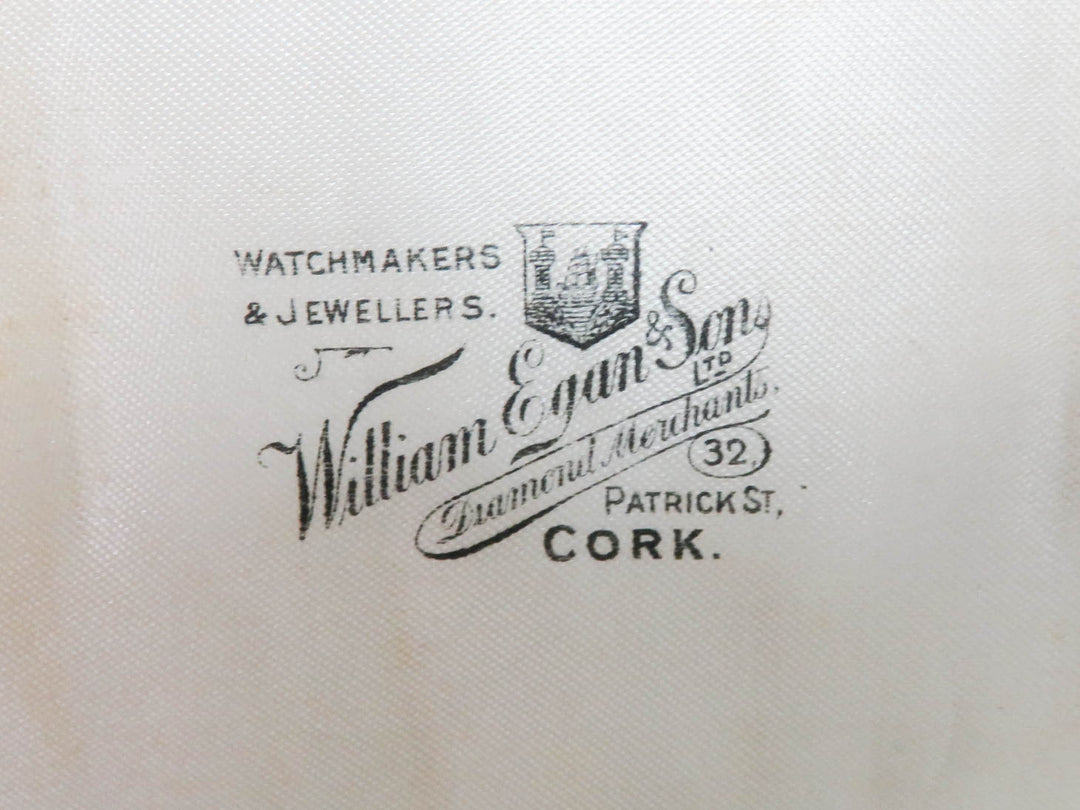 WATCHMAKERS
& JEWELLERS.
William Egan & Sons
LTD
Diamond Merchants.
32,
PATRICK ST,
CORK.